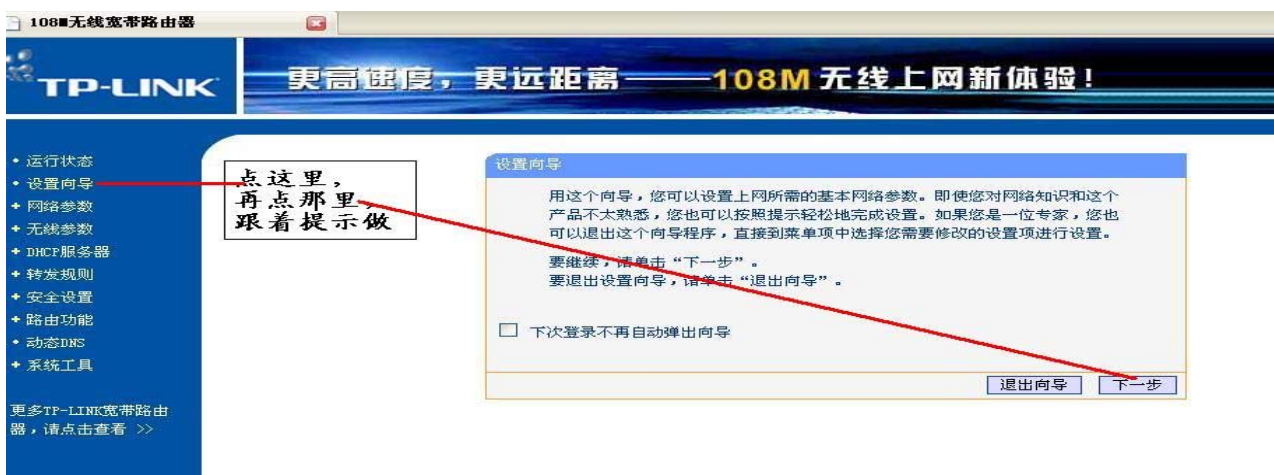 108M无线宽带路由器
TP-LINK
更高速度，更远距离——108M 无线上网新体验！
• 运行状态
• 设置向导
+ 网络参数
+ 无线参数
+ DHCP服务器
+ 转发规则
+ 安全设置
+ 路由功能
• 动态DNS
+ 系统工具
更多TP-LINK宽带路由
器，请点击查看 >>
点这里，
再点那里，
跟着提示做
设置向导
用这个向导，您可以设置上网所需的基本网络参数。即使您对网络知识和这个
产品不太熟悉，您也可以按照提示轻松地完成设置。如果您是一位专家，您也
可以退出这个向导程序，直接到菜单项中选择您需要修改的设置项进行设置。
要继续，请单击“下一步”。
要退出设置向导，请单击“退出向导”。
下次登录不再自动弹出向导
退出向导 下一步